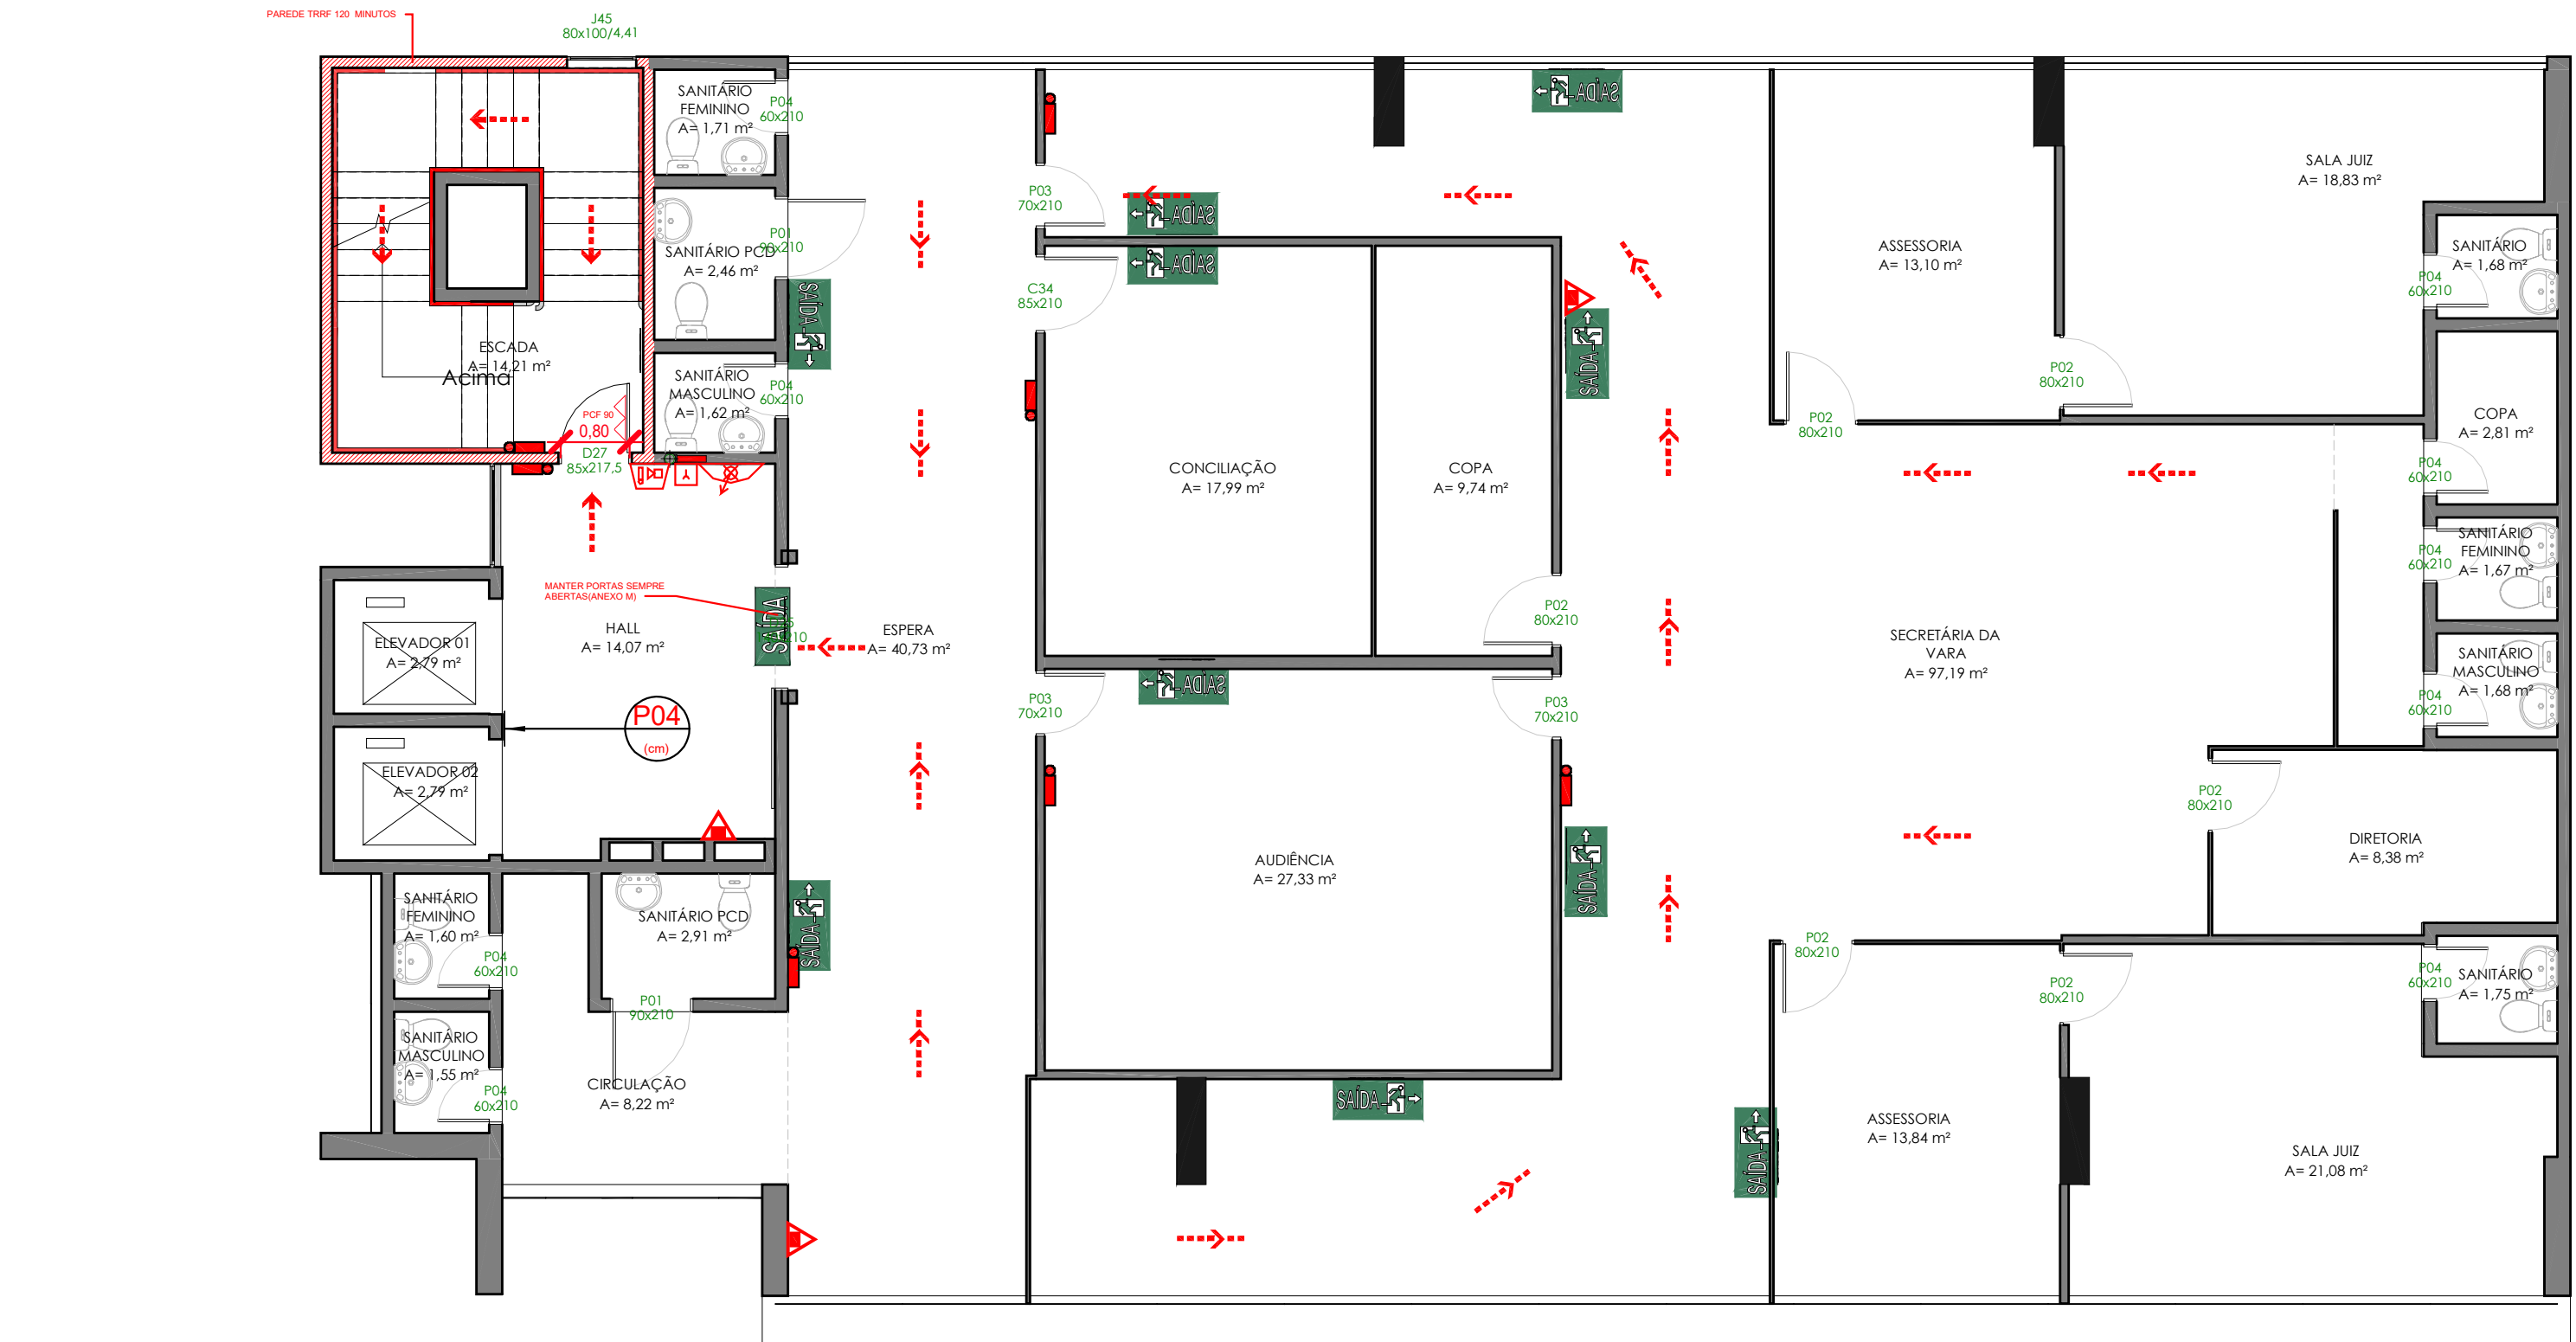 PAREDE TRRF 120 MINUTOS
J45
80x100/4,41
SANITÁRIO
FEMININO
A= 1,71 m²
P04
60x210
SAÍDA
SALA JUIZ
A= 18,83 m²
P03
70x210
SAÍDA
P01
90x210
SANITÁRIO PCD
A= 2,46 m²
SAÍDA
ASSESSORIA
A= 13,10 m²
SANITÁRIO
A= 1,68 m²
P04
60x210
C34
85x210
SAÍDA
SAÍDA
ESCADA
A= 14,21 m²
Acima
SANITÁRIO
MASCULINO
A= 1,62 m²
P04
60x210
P02
80x210
P02
80x210
COPA
A= 2,81 m²
P04
60x210
PCF 90
0,80
D27
85x217,5
CONCILIAÇÃO
A= 17,99 m²
COPA
A= 9,74 m²
SANITÁRIO
FEMININO
A= 1,67 m²
P04
60x210
MANTER PORTAS SEMPRE
ABERTAS(ANEXO M)
SAÍDA
HALL
A= 14,07 m²
ESPERA
A= 40,73 m²
P02
80x210
SECRETÁRIA DA
VARA
A= 97,19 m²
ELEVADOR 01
A= 2,79 m²
SANITÁRIO
MASCULINO
A= 1,68 m²
P04
60x210
SAÍDA
P03
70x210
P03
70x210
P04
(cm)
ELEVADOR 02
A= 2,79 m²
P02
80x210
DIRETORIA
A= 8,38 m²
AUDIÊNCIA
A= 27,33 m²
SAÍDA
SAÍDA
SANITÁRIO
FEMININO
A= 1,60 m²
P04
60x210
SANITÁRIO PCD
A= 2,91 m²
P01
90x210
P02
80x210
P02
80x210
P04
60x210
SANITÁRIO
A= 1,75 m²
SANITÁRIO
MASCULINO
A= 1,55 m²
P04
60x210
CIRCULAÇÃO
A= 8,22 m²
SAÍDA
SAÍDA
ASSESSORIA
A= 13,84 m²
SALA JUIZ
A= 21,08 m²